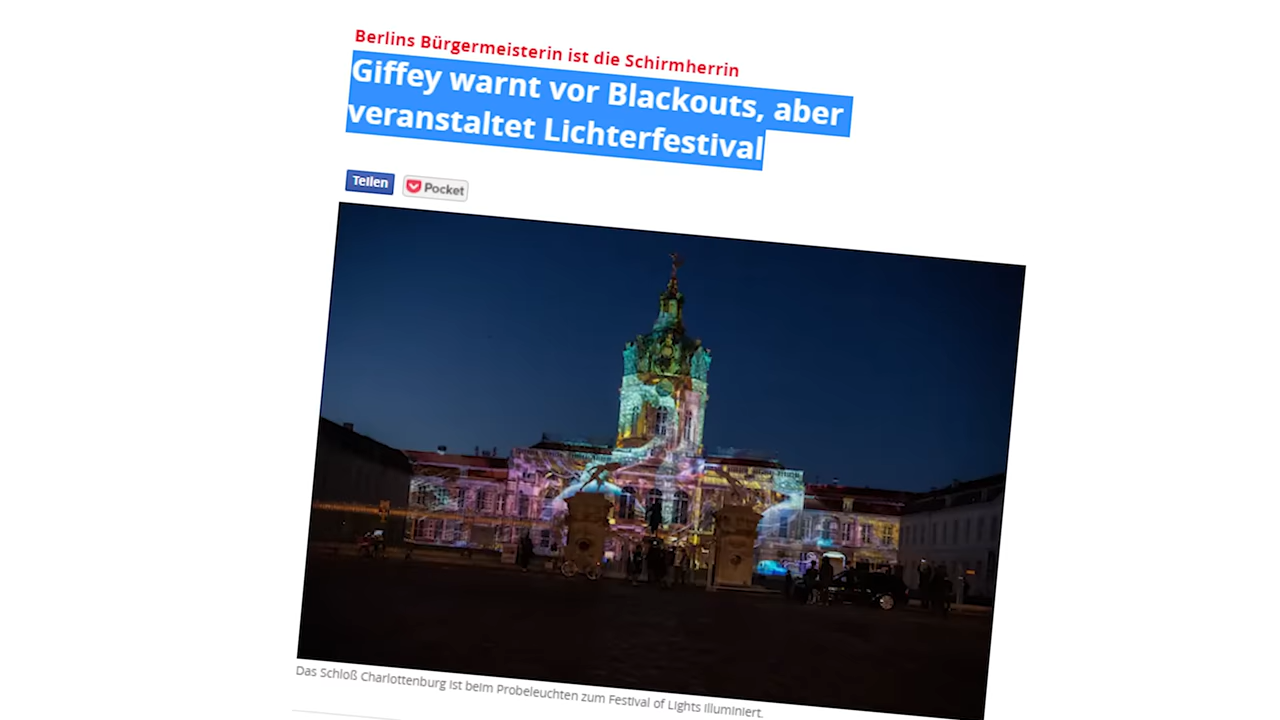 Berlins Bürgermeisterin ist die Schirmherrin
Giffey warnt vor Blackouts, aber
veranstaltet Lichterfestival
Teilen
Pocket
Das Schloß Charlottenburg ist beim Probeleuchten zum Festival of Lights illuminiert.